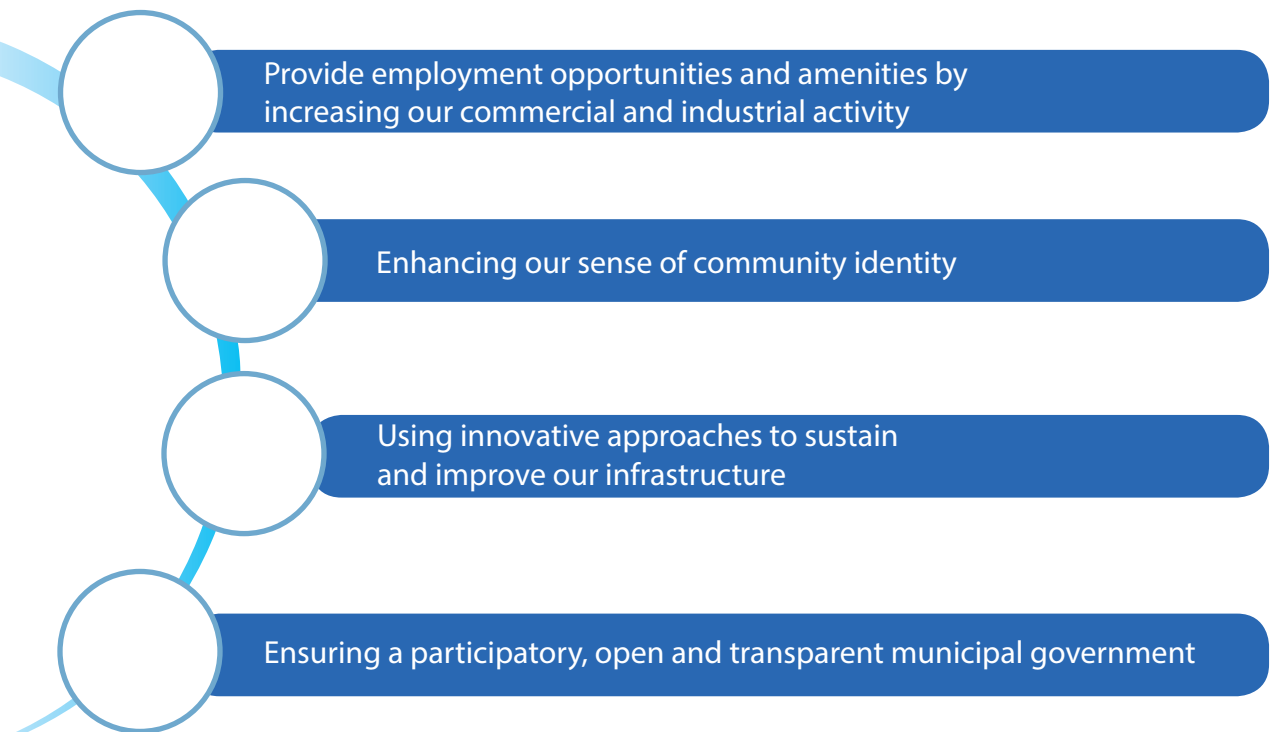 Provide employment opportunities and amenities by
increasing our commercial and industrial activity
Enhancing our sense of community identity
Using innovative approaches to sustain
and improve our infrastructure
Ensuring a participatory, open and transparent municipal government